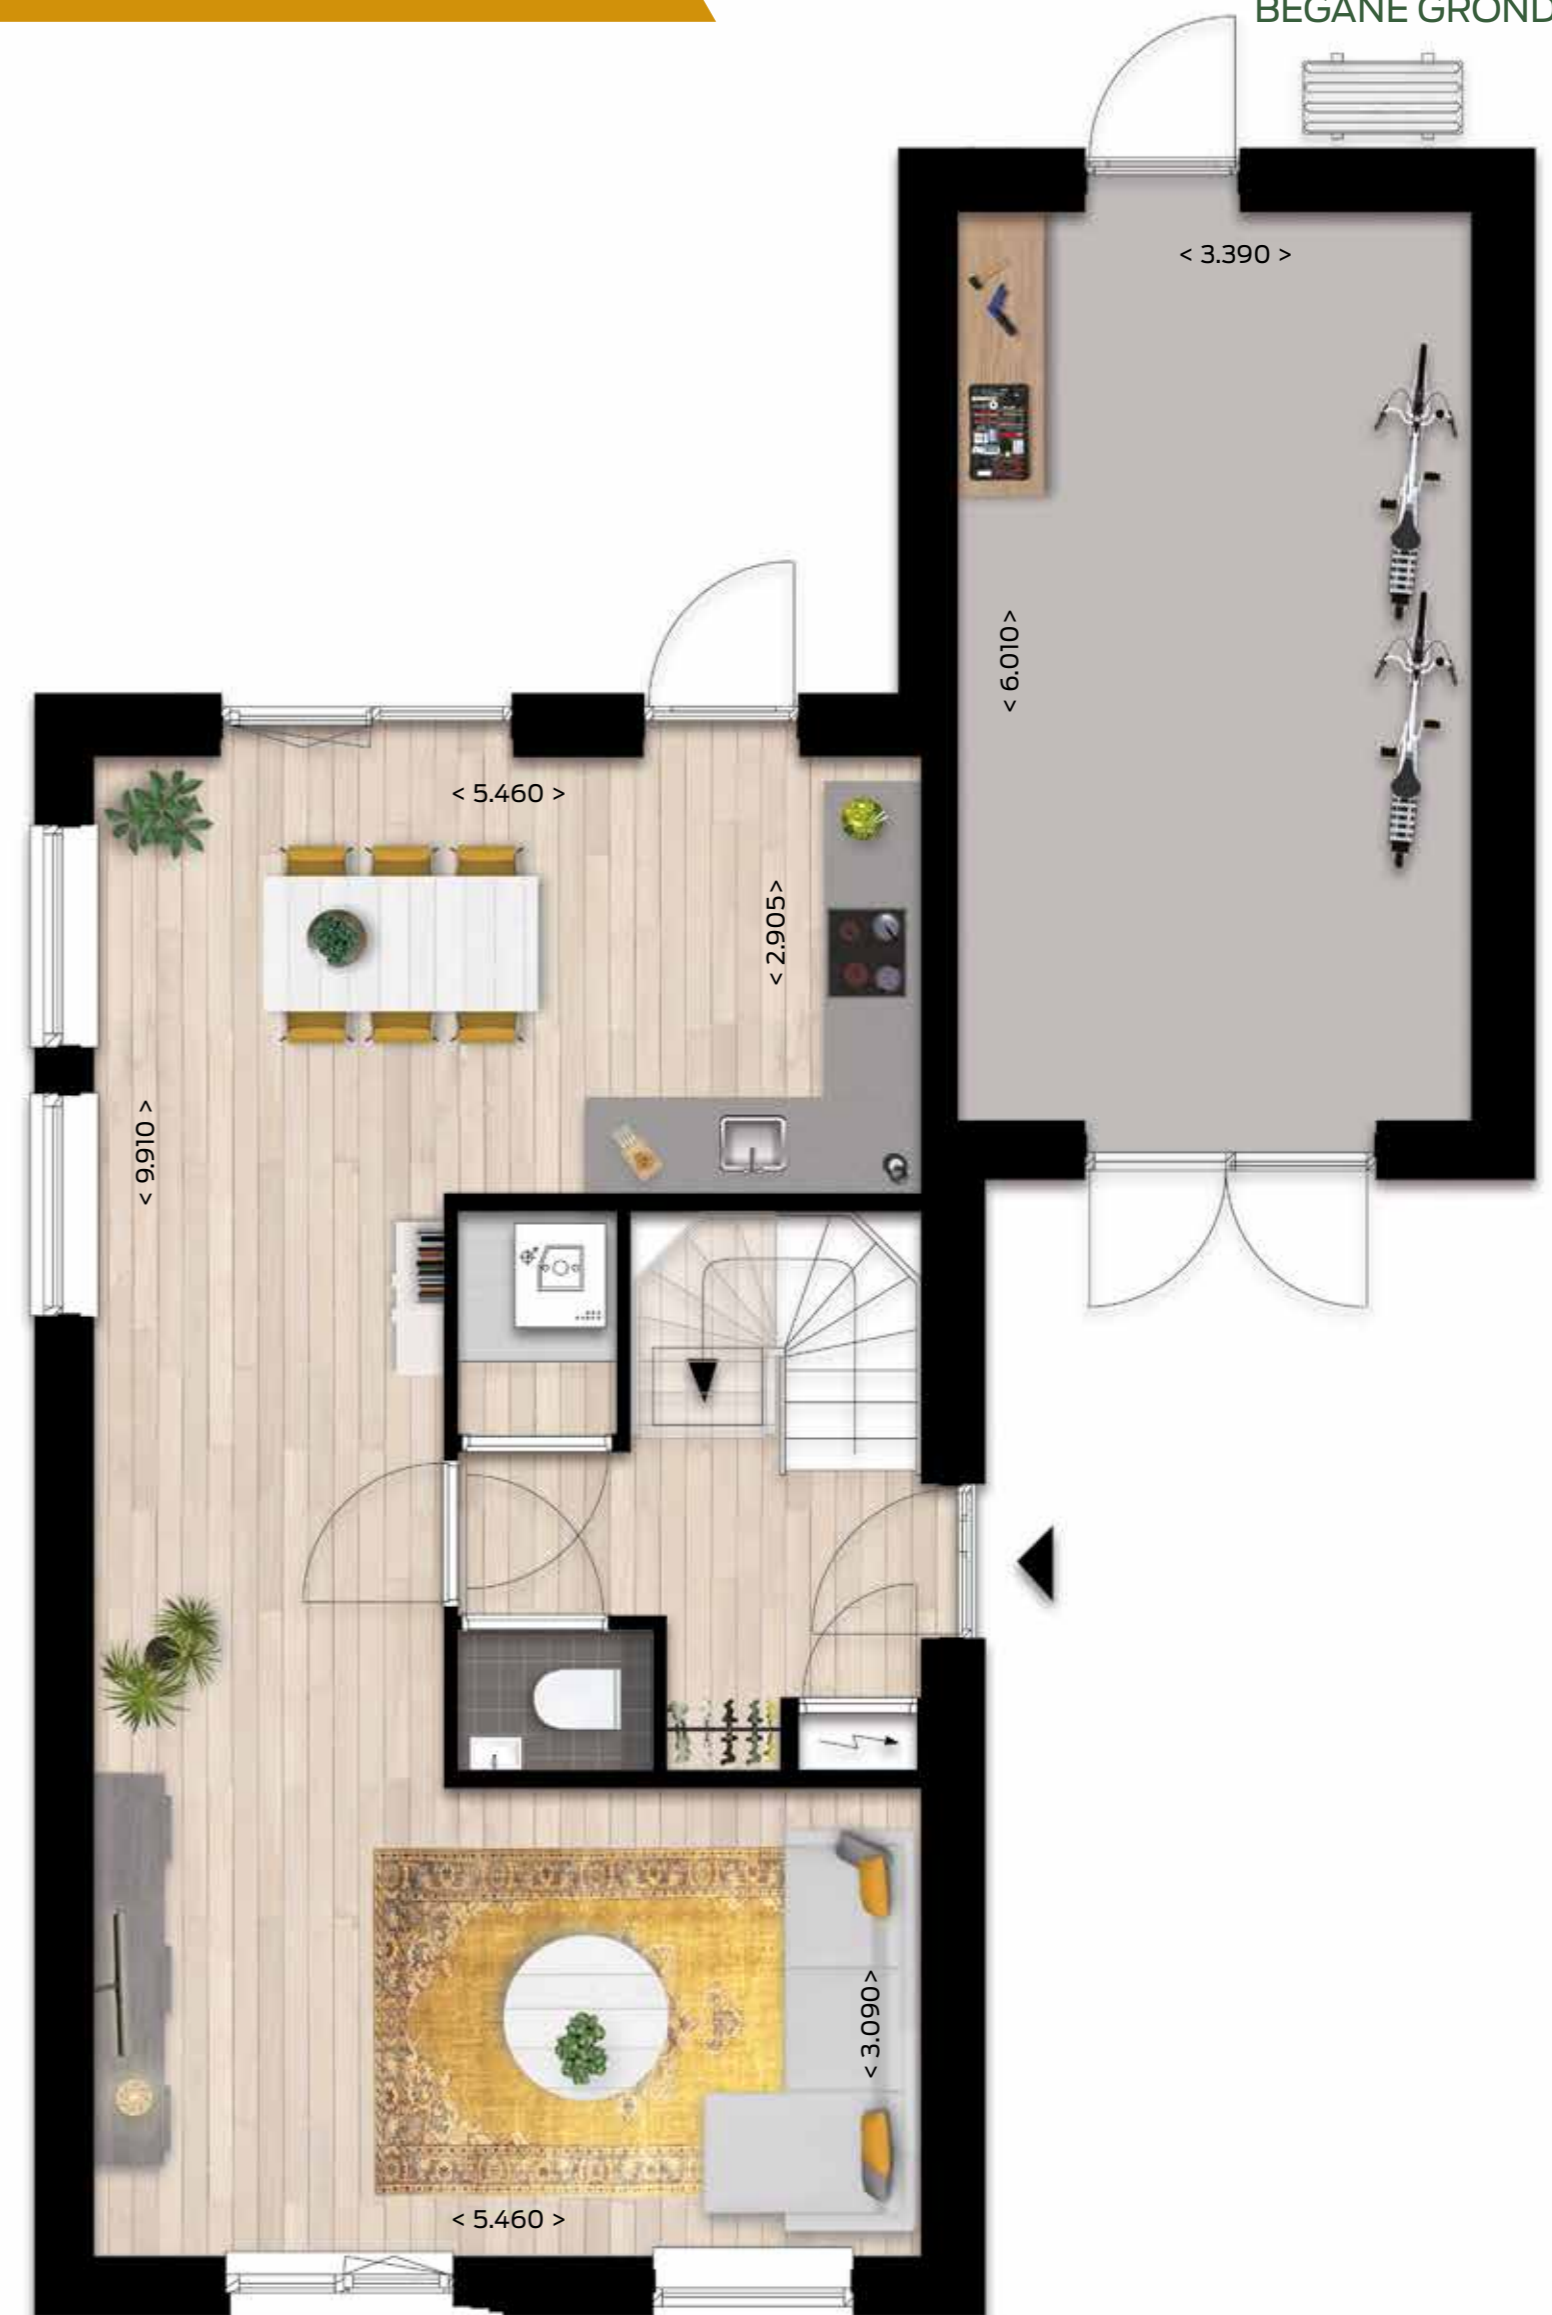 BEGANE GROND
< 3.390 >
< 6.010>
< 5.460 >
< 2.905>
< 9.910 >
< 3.090>
< 5.460 >